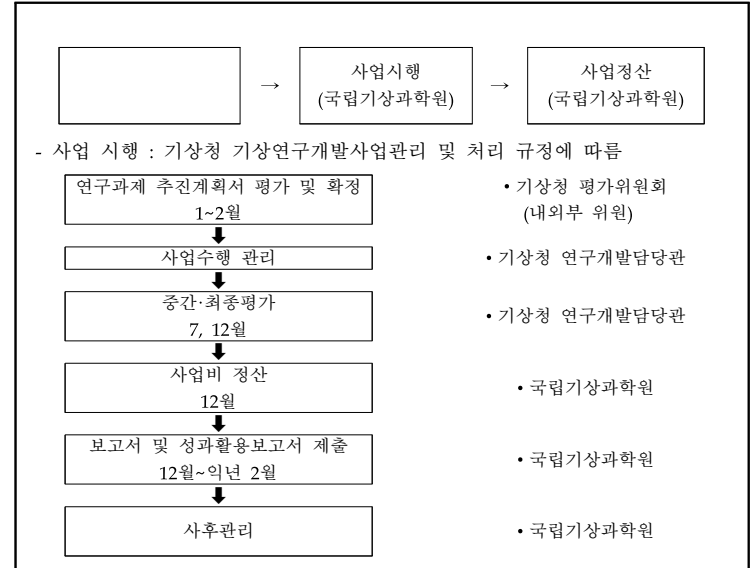 → 사업시행 → 사업정산
(국립기상과학원) (국립기상과학원)
- 사업 시행 : 기상청 기상연구개발사업관리 및 처리 규정에 따름
연구과제 추진계획서 평가 및 확정 • 기상청 평가위원회
1~2월 (내외부 위원)
사업수행 관리 • 기상청 연구개발담당관
중간·최종평가
7, 12월 • 기상청 연구개발담당관
사업비 정산
12월 • 국립기상과학원
보고서 및 성과활용보고서 제출
12월~익년 2월 • 국립기상과학원
사후관리 • 국립기상과학원